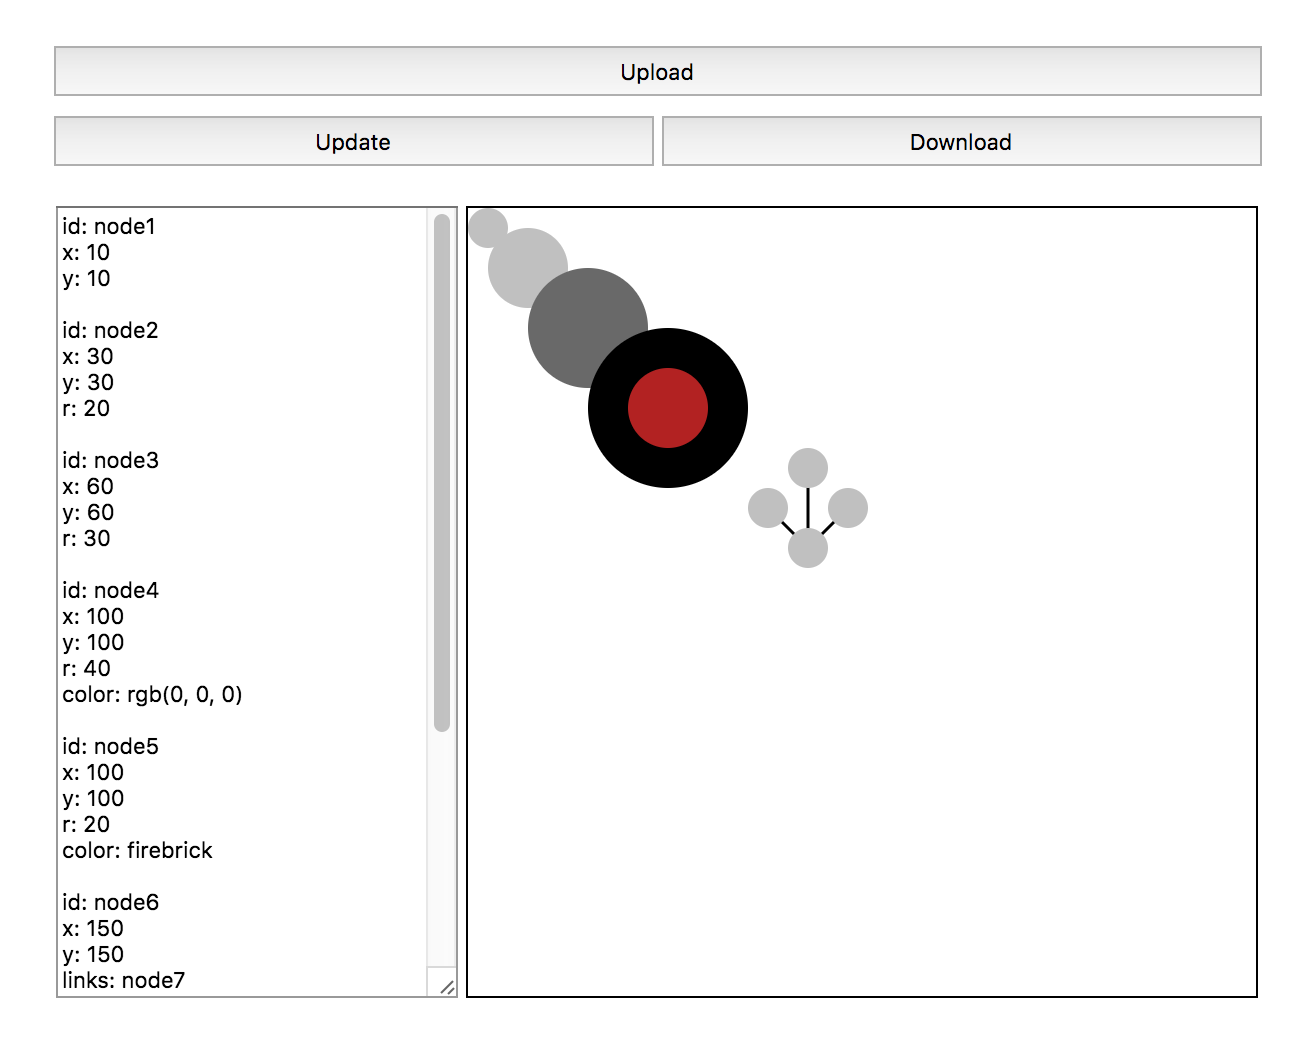 Upload
Update
Download
id: node1
x: 10
y: 10
id: node2
x: 30
y: 30
r: 20
id: node3
x: 60
y: 60
r: 30
id: node4
x: 100
y: 100
r: 40
color: rgb(0, 0, 0)
id: node5
x: 100
y: 100
r: 20
color: firebrick
id: node6
x: 150
y: 150
links: node7